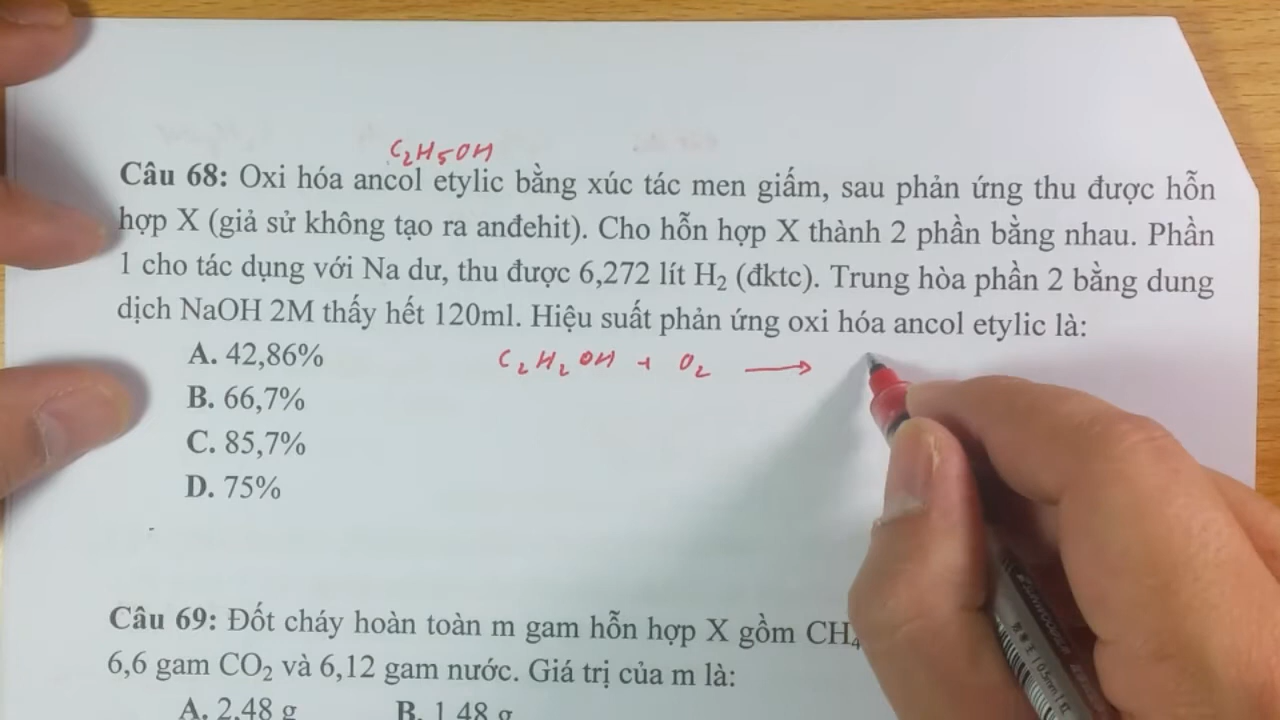 C₂H₅OH
Câu 68: Oxi hóa ancol etylic bằng xúc tác men giấm, sau phản ứng thu được hỗn
hợp X (giả sử không tạo ra anđehit). Cho hỗn hợp X thành 2 phần bằng nhau. Phần
1 cho tác dụng với Na dư, thu được 6,272 lít H₂ (đktc). Trung hòa phần 2 bằng dung
dịch NaOH 2M thấy hết 120ml. Hiệu suất phản ứng oxi hóa ancol etylic là:
A. 42,86%
C₂H₂OH + O₂ →
B. 66,7%
C. 85,7%
D. 75%
Câu 69: Đốt cháy hoàn toàn m gam hỗn hợp X gồm CH₄
6,6 gam CO₂ và 6,12 gam nước. Giá trị của m là:
A. 2,48 g B. 1,48 g